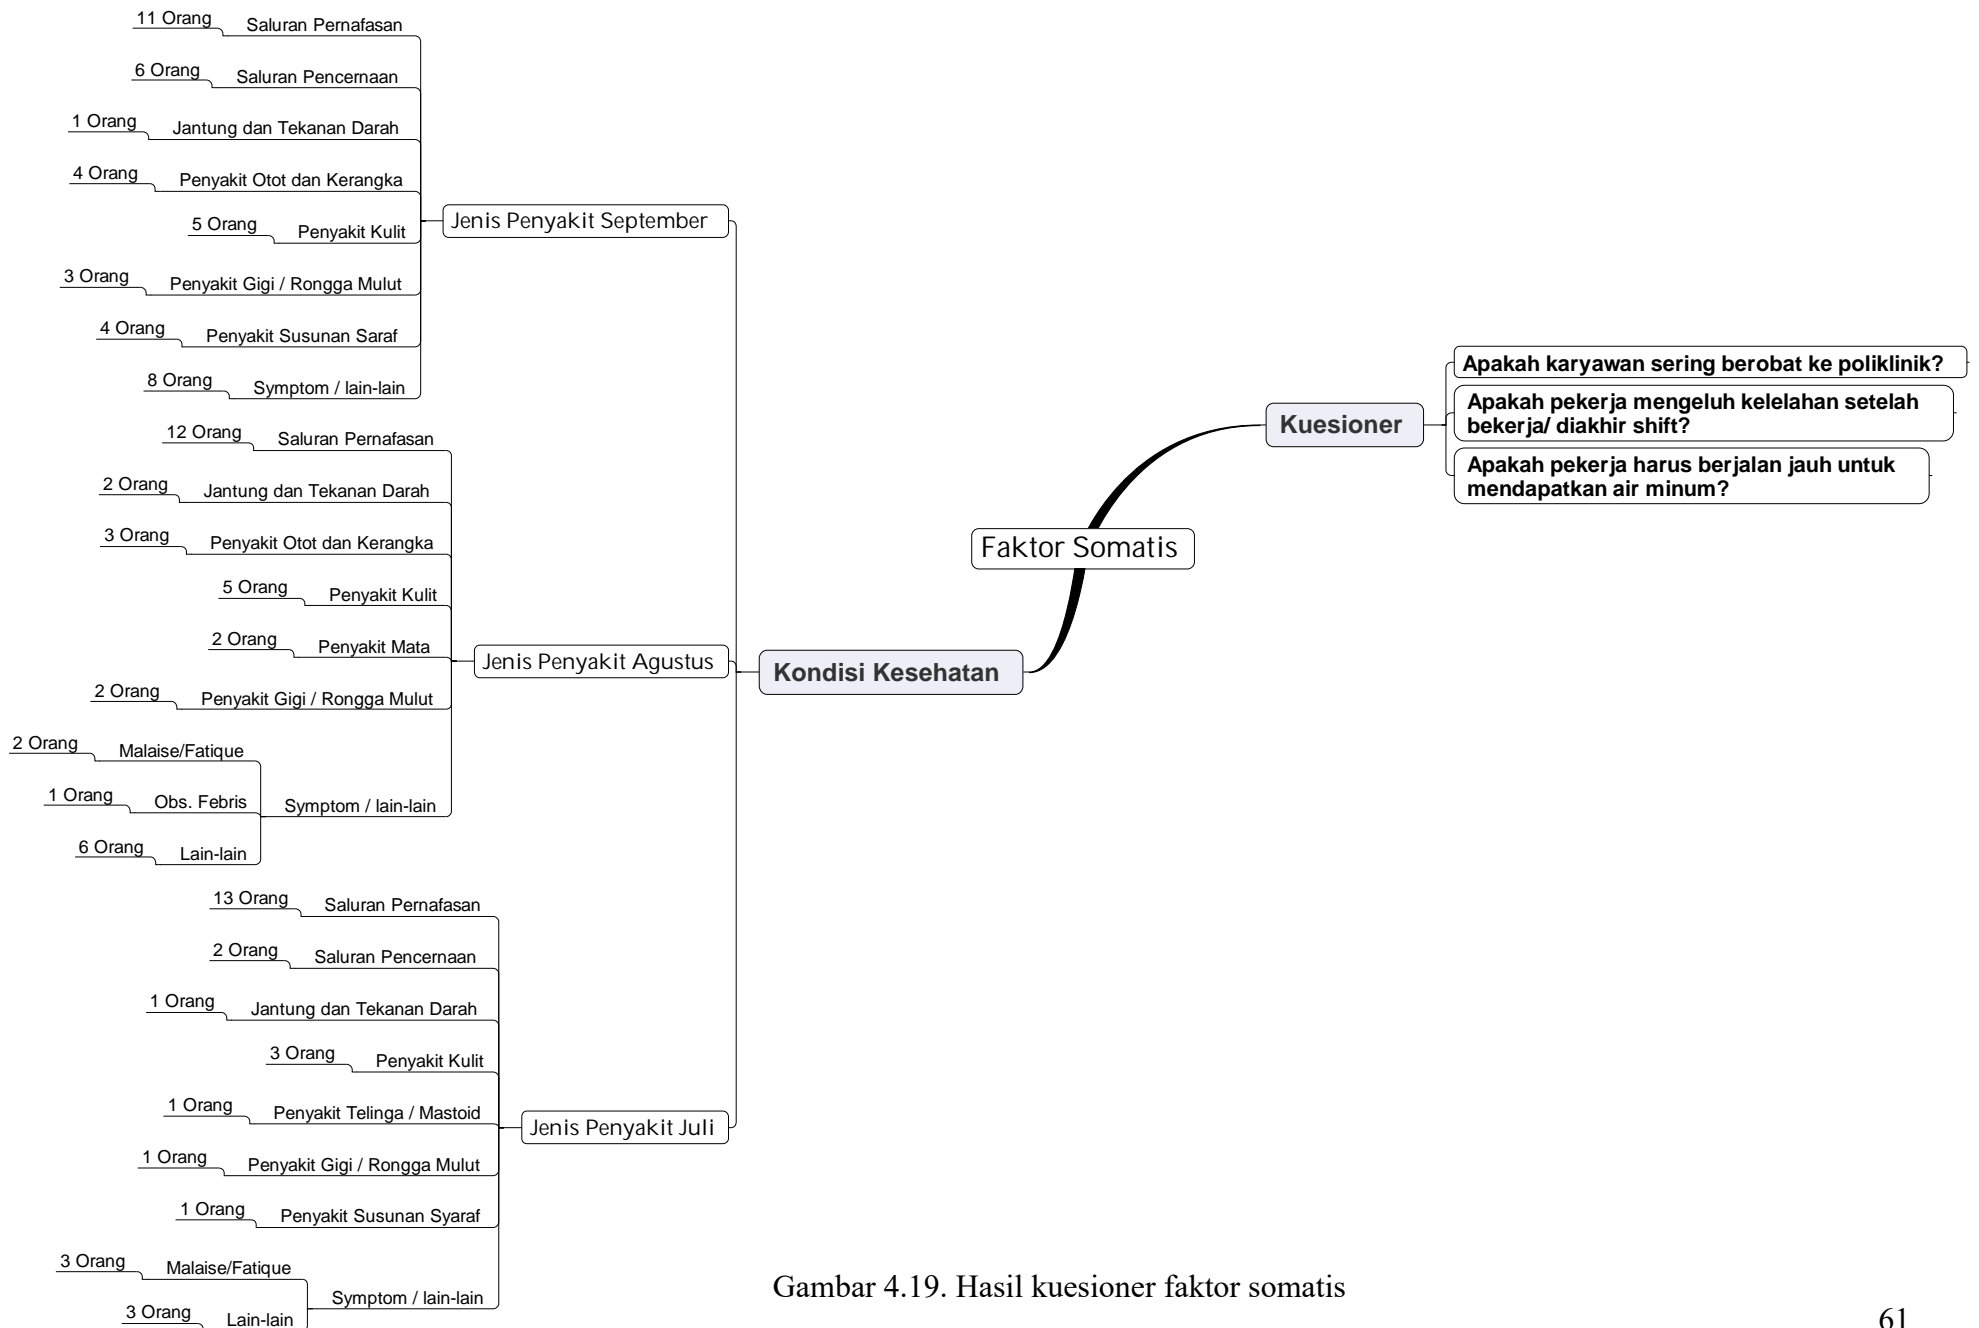 11 Orang Saluran Pernafasan
6 Orang Saluran Pencernaan
1 Orang Jantung dan Tekanan Darah
4 Orang Penyakit Otot dan Kerangka
5 Orang Penyakit Kulit
3 Orang Penyakit Gigi / Rongga Mulut
4 Orang Penyakit Susunan Saraf
8 Orang Symptom / lain-lain
Jenis Penyakit September
12 Orang Saluran Pernafasan
2 Orang Jantung dan Tekanan Darah
3 Orang Penyakit Otot dan Kerangka
5 Orang Penyakit Kulit
2 Orang Penyakit Mata
2 Orang Penyakit Gigi / Rongga Mulut
2 Orang Malaise/Fatique
1 Orang Obs. Febris
6 Orang Lain-lain
Symptom / lain-lain
Jenis Penyakit Agustus
13 Orang Saluran Pernafasan
2 Orang Saluran Pencernaan
1 Orang Jantung dan Tekanan Darah
3 Orang Penyakit Kulit
1 Orang Penyakit Telinga / Mastoid
1 Orang Penyakit Gigi / Rongga Mulut
1 Orang Penyakit Susunan Syaraf
3 Orang Malaise/Fatique
3 Orang Lain-lain
Symptom / lain-lain
Jenis Penyakit Juli
Kondisi Kesehatan
Faktor Somatis
Kuesioner
Apakah karyawan sering berobat ke poliklinik?
Apakah pekerja mengeluh kelelahan setelah
bekerja/ diakhir shift?
Apakah pekerja harus berjalan jauh untuk
mendapatkan air minum?
Gambar 4.19. Hasil kuesioner faktor somatis
61